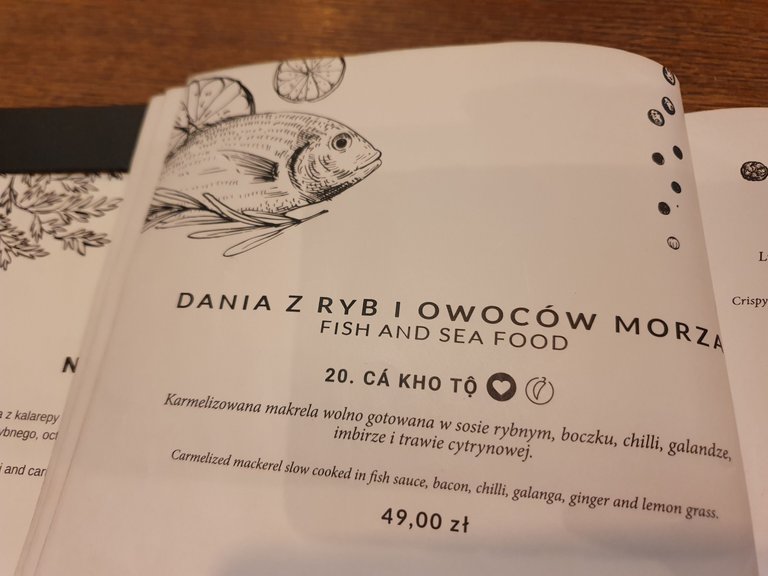 DANIA Z RYB I OWOCÓW MORZA
FISH AND SEA FOOD
20. CÁ KHO TỘ
Karmelizowana makrela wolno gotowana w sosie rybnym, boczku, chilli, galandze,
imbirze i trawie cytrynowej.
Carmelized mackerel slow cooked in fish sauce, bacon, chilli, galanga, ginger and lemon grass.
49,00 zł
z kalarepy
Crispy